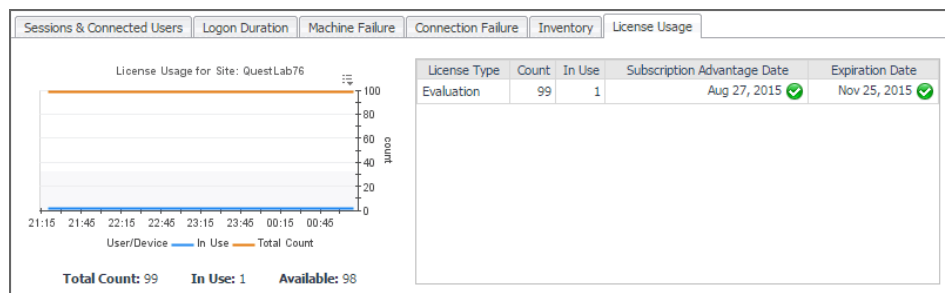 Sessions & Connected Users Logon Duration Machine Failure Connection Failure Inventory License Usage
License Usage for Site: QuestLab76
100
80
60
40
20
0
count
21:15 21:45 22:15 22:45 23:15 23:45 00:15 00:45
User/Device In Use Total Count
Total Count: 99 In Use: 1 Available: 98
License Type Count In Use Subscription Advantage Date Expiration Date
Evaluation 99 1 Aug 27, 2015 Nov 25, 2015